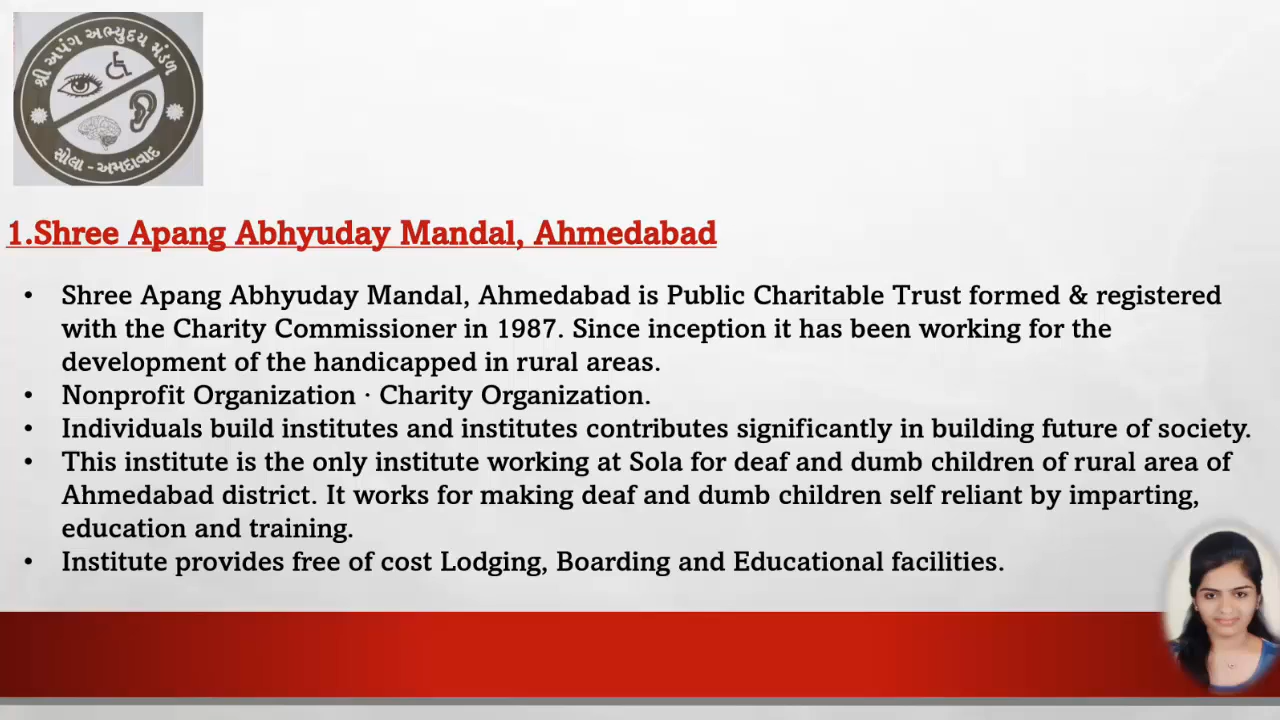 શ્રી અપંગ અભ્યુદય મંડળ
સોલા - અમદાવાદ
1.Shree Apang Abhyuday Mandal, Ahmedabad
• Shree Apang Abhyuday Mandal, Ahmedabad is Public Charitable Trust formed & registered
with the Charity Commissioner in 1987. Since inception it has been working for the
development of the handicapped in rural areas.
• Nonprofit Organization · Charity Organization.
• Individuals build institutes and institutes contributes significantly in building future of society.
• This institute is the only institute working at Sola for deaf and dumb children of rural area of
Ahmedabad district. It works for making deaf and dumb children self reliant by imparting,
education and training.
• Institute provides free of cost Lodging, Boarding and Educational facilities.